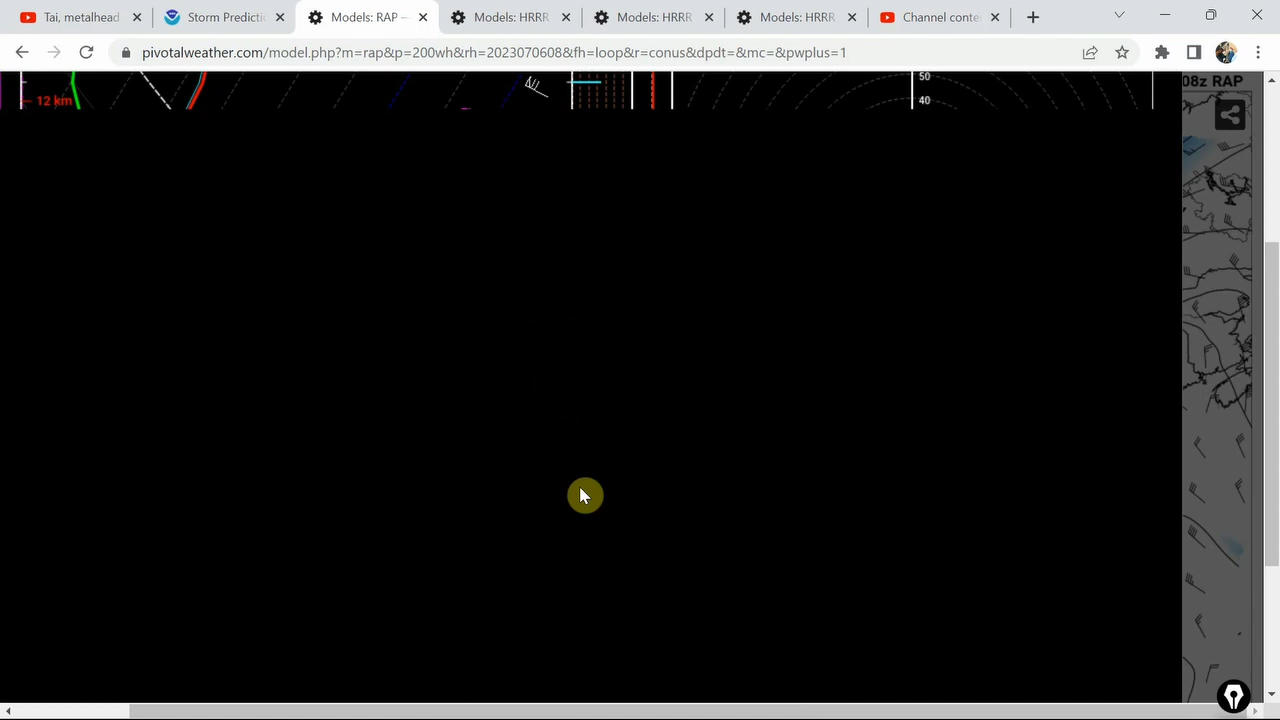 Tai, metalhead
Storm Predicti
Models: RAP —
Models: HRRR
Models: HRRR
Models: HRRR
Channel conte
pivotalweather.com/model.php?m=rap&p=200wh&rh=2023070608&fh=loop&r=conus&dpdt=&mc=&pwplus=1
50
08z RAP
12 km
40